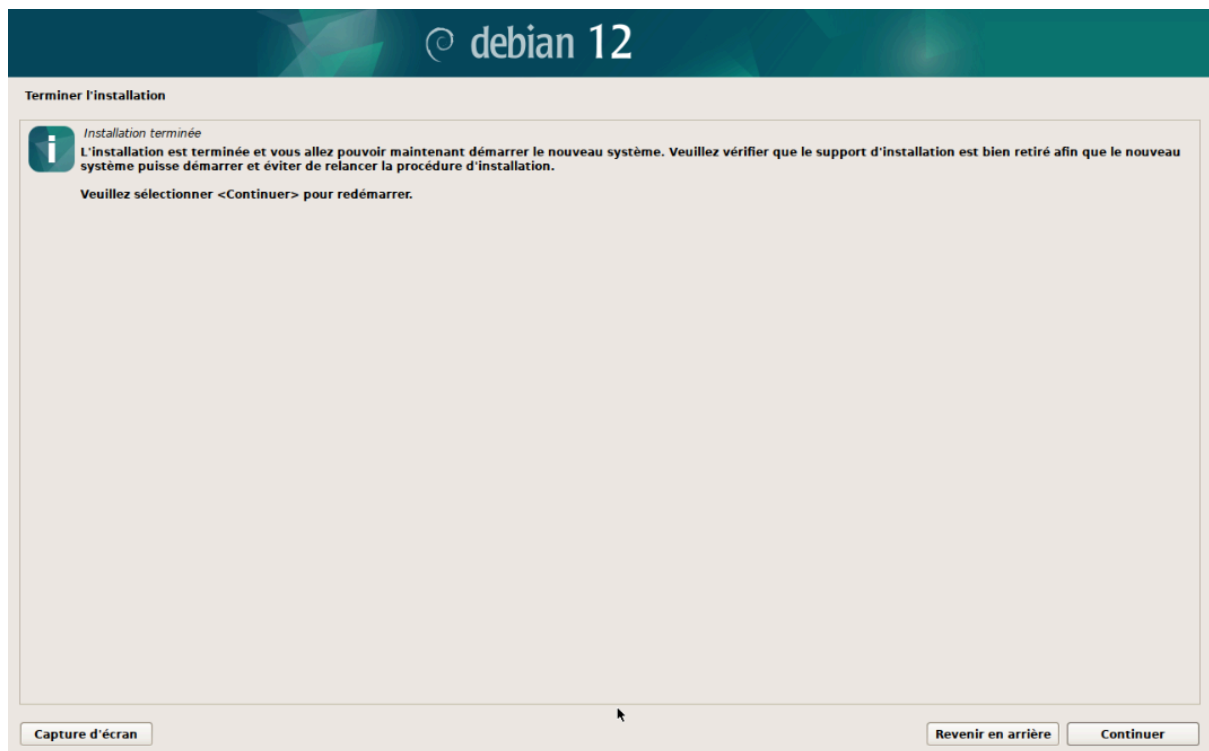 debian 12
Terminer l'installation
Installation terminée
L'installation est terminée et vous allez pouvoir maintenant démarrer le nouveau système. Veuillez vérifier que le support d'installation est bien retiré afin que le nouveau
système puisse démarrer et éviter de relancer la procédure d'installation.
Veuillez sélectionner <Continuer> pour redémarrer.
Capture d'écran
Revenir en arrière
Continuer